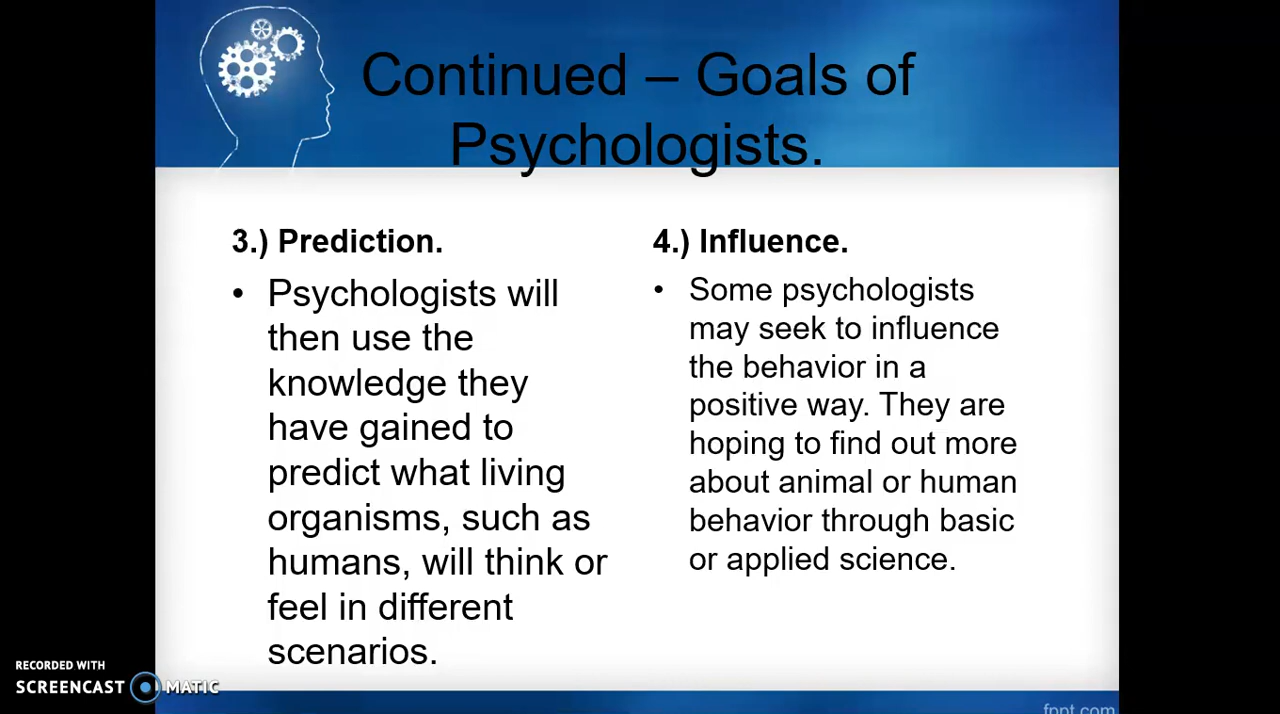 Continued – Goals of
Psychologists.
3.) Prediction.
• Psychologists will
then use the
knowledge they
have gained to
predict what living
organisms, such as
humans, will think or
feel in different
scenarios.
4.) Influence.
• Some psychologists
may seek to influence
the behavior in a
positive way. They are
hoping to find out more
about animal or human
behavior through basic
or applied science.
RECORDED WITH
SCREENCAST MATIC
fppt.com